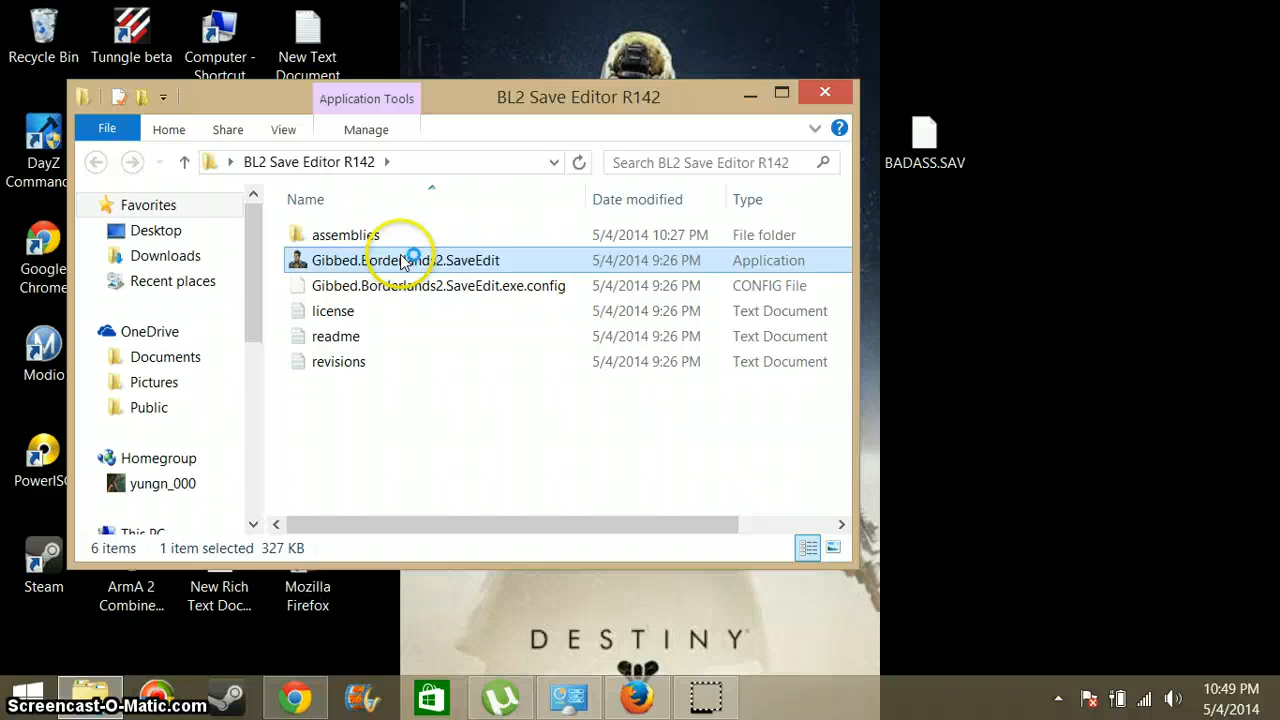 Recycle Bin
Tunngle beta
Computer - Shortcut
New Text Document
Application Tools
BL2 Save Editor R142
File
Home
Share
View
Manage
BL2 Save Editor R142
Search BL2 Save Editor R142
Name
Date modified
Type
assemblies
5/4/2014 10:27 PM
File folder
Gibbed.Borderlands2.SaveEdit
5/4/2014 9:26 PM
Application
Gibbed.Borderlands2.SaveEdit.exe.config
5/4/2014 9:26 PM
CONFIG File
license
5/4/2014 9:26 PM
Text Document
readme
5/4/2014 9:26 PM
Text Document
revisions
5/4/2014 9:26 PM
Text Document
Favorites
Desktop
Downloads
Recent places
OneDrive
Documents
Pictures
Public
Homegroup
yungn_000
This PC
6 items
1 item selected 327 KB
DayZ
Comman
Google
Chrome
Modio
PowerISO
Steam
ArmA 2
Combine...
New Rich
Text Doc...
Mozilla
Firefox
BADASS.SAV
DESTINY
Screencast-O-Matic.com
10:49 PM
5/4/2014